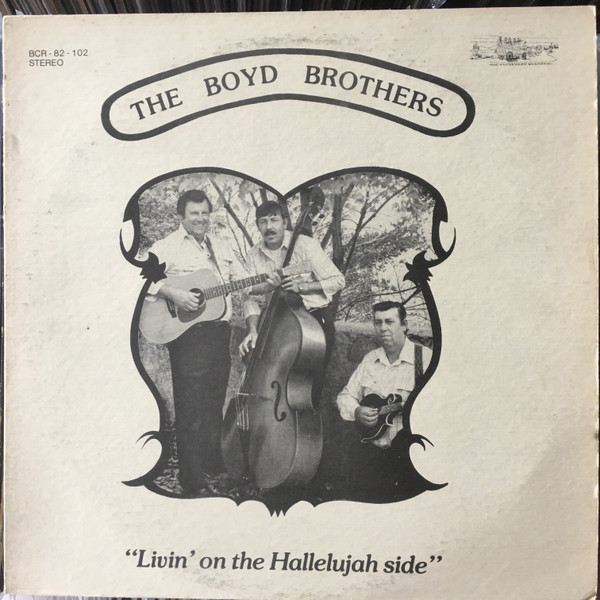 BCR - 82 - 102
STEREO
THE BOYD BROTHERS
“Livin’ on the Hallelujah side”